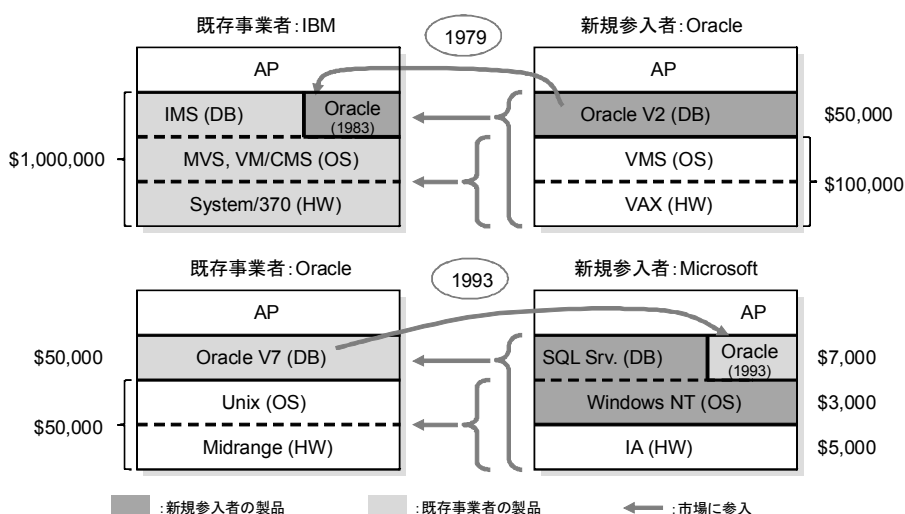 既存事業者:IBM
1979
新規参入者:Oracle
AP
IMS (DB)
Oracle
(1983)
MVS, VM/CMS (OS)
System/370 (HW)
$1,000,000
AP
Oracle V2 (DB)
VMS (OS)
VAX (HW)
$50,000
$100,000
既存事業者:Oracle
1993
新規参入者:Microsoft
AP
Oracle V7 (DB)
Unix (OS)
Midrange (HW)
$50,000
$50,000
AP
SQL Srv. (DB)
Oracle
(1993)
Windows NT (OS)
IA (HW)
$7,000
$3,000
$5,000
:新規参入者の製品
:既存事業者の製品
:市場に参入